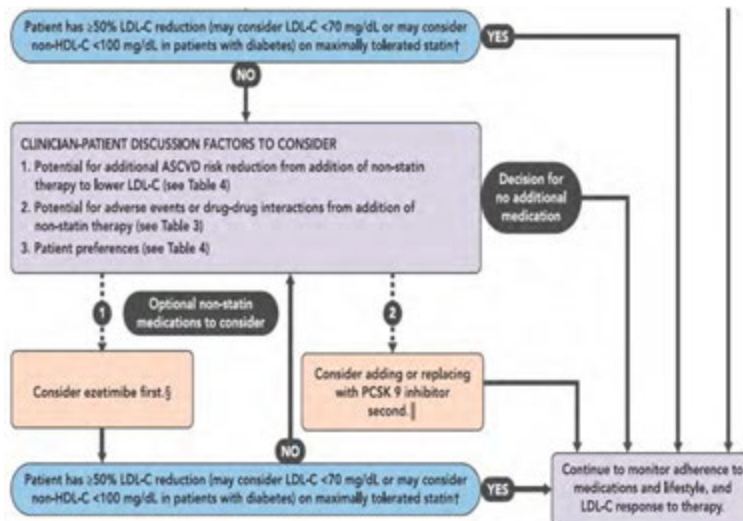 Patient has ≥50% LDL-C reduction (may consider LDL-C <70 mg/dL or may consider
non-HDL-C <100 mg/dL in patients with diabetes) on maximally tolerated statin†
YES
NO
CLINICIAN-PATIENT DISCUSSION FACTORS TO CONSIDER
1. Potential for additional ASCVD risk reduction from addition of non-statin
therapy to lower LDL-C (see Table 4)
2. Potential for adverse events or drug-drug interactions from addition of
non-statin therapy (see Table 3)
3. Patient preferences (see Table 4)
Decision for
no additional
medication
1
Optional non-statin
medications to consider
2
Consider ezetimibe first.§
Consider adding or replacing
with PCSK 9 inhibitor
second.‖
NO
Patient has ≥50% LDL-C reduction (may consider LDL-C <70 mg/dL or may consider
non-HDL-C <100 mg/dL in patients with diabetes) on maximally tolerated statin†
YES
Continue to monitor adherence to
medications and lifestyle, and
LDL-C response to therapy.